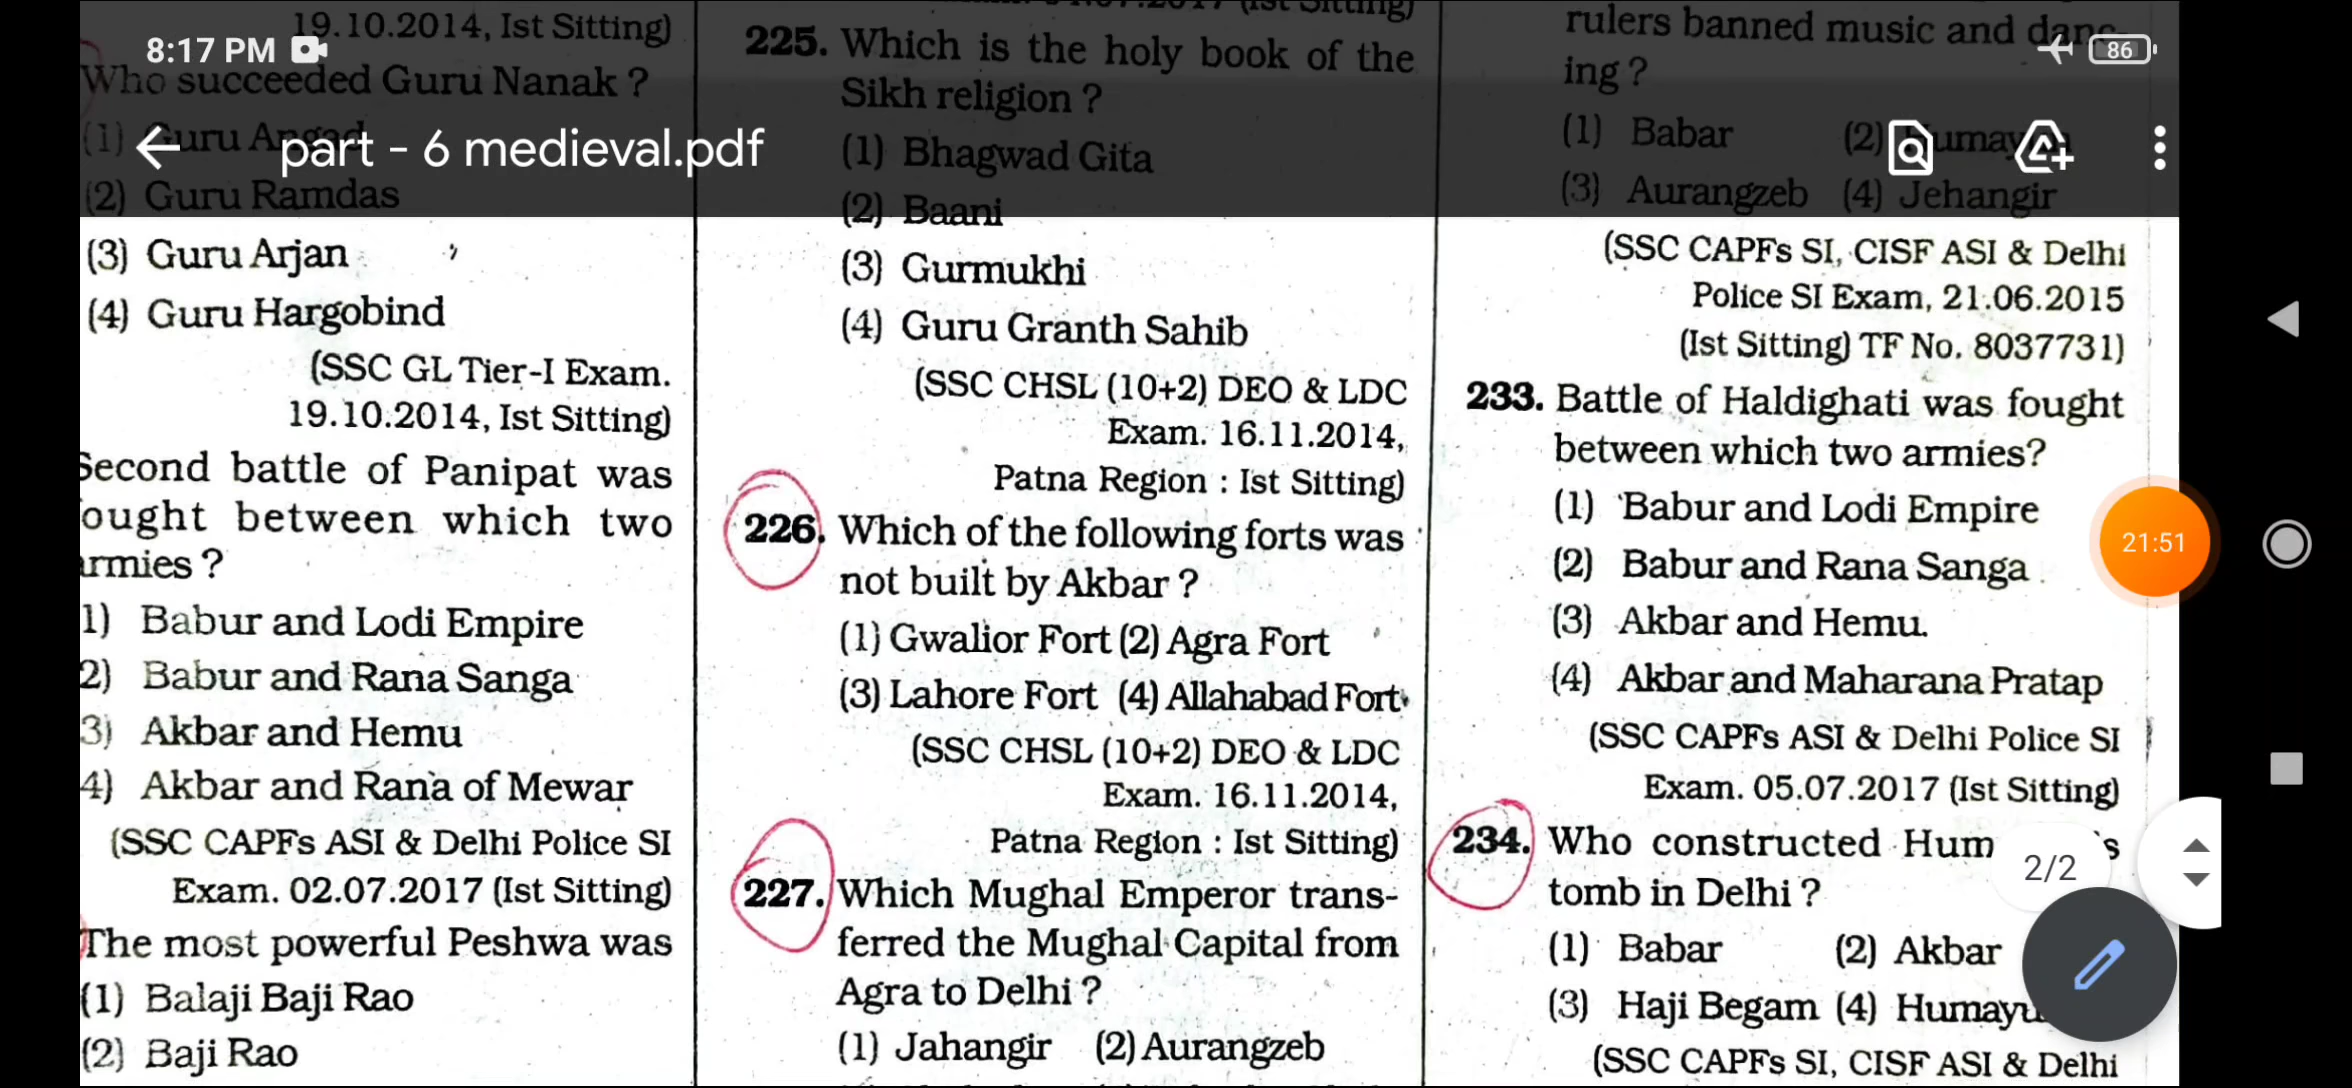 8:17 PM
86
part - 6 medieval.pdf
19.10.2014, Ist Sitting)
Who succeeded Guru Nanak ?
(1) Guru Angad
(2) Guru Ramdas
(3) Guru Arjan
(4) Guru Hargobind
(SSC GL Tier-I Exam.
19.10.2014, Ist Sitting)
Second battle of Panipat was
ought between which two
armies ?
1) Babur and Lodi Empire
2) Babur and Rana Sanga
3) Akbar and Hemu
4) Akbar and Rana of Mewar
(SSC CAPFs ASI & Delhi Police SI
Exam. 02.07.2017 (Ist Sitting)
The most powerful Peshwa was
(1) Balaji Baji Rao
(2) Baji Rao
225. Which is the holy book of the
Sikh religion ?
(1) Bhagwad Gita
(2) Baani
(3) Gurmukhi
(4) Guru Granth Sahib
(SSC CHSL (10+2) DEO & LDC
Exam. 16.11.2014,
Patna Region : Ist Sitting)
226. Which of the following forts was
not built by Akbar ?
(1) Gwalior Fort (2) Agra Fort
(3) Lahore Fort (4) Allahabad Fort
(SSC CHSL (10+2) DEO & LDC
Exam. 16.11.2014,
Patna Region : Ist Sitting)
227. Which Mughal Emperor trans-
ferred the Mughal Capital from
Agra to Delhi ?
(1) Jahangir (2) Aurangzeb
rulers banned music and danc-
ing ?
(1) Babar (2) Humayun
(3) Aurangzeb (4) Jehangir
(SSC CAPFs SI, CISF ASI & Delhi
Police SI Exam, 21.06.2015
(Ist Sitting) TF No. 8037731)
233. Battle of Haldighati was fought
between which two armies?
(1) Babur and Lodi Empire
(2) Babur and Rana Sanga
(3) Akbar and Hemu.
(4) Akbar and Maharana Pratap
(SSC CAPFs ASI & Delhi Police SI
Exam. 05.07.2017 (Ist Sitting)
234. Who constructed Hum 's
tomb in Delhi ?
(1) Babar (2) Akbar
(3) Haji Begam (4) Humayu
(SSC CAPFs SI, CISF ASI & Delhi
21:51
2/2